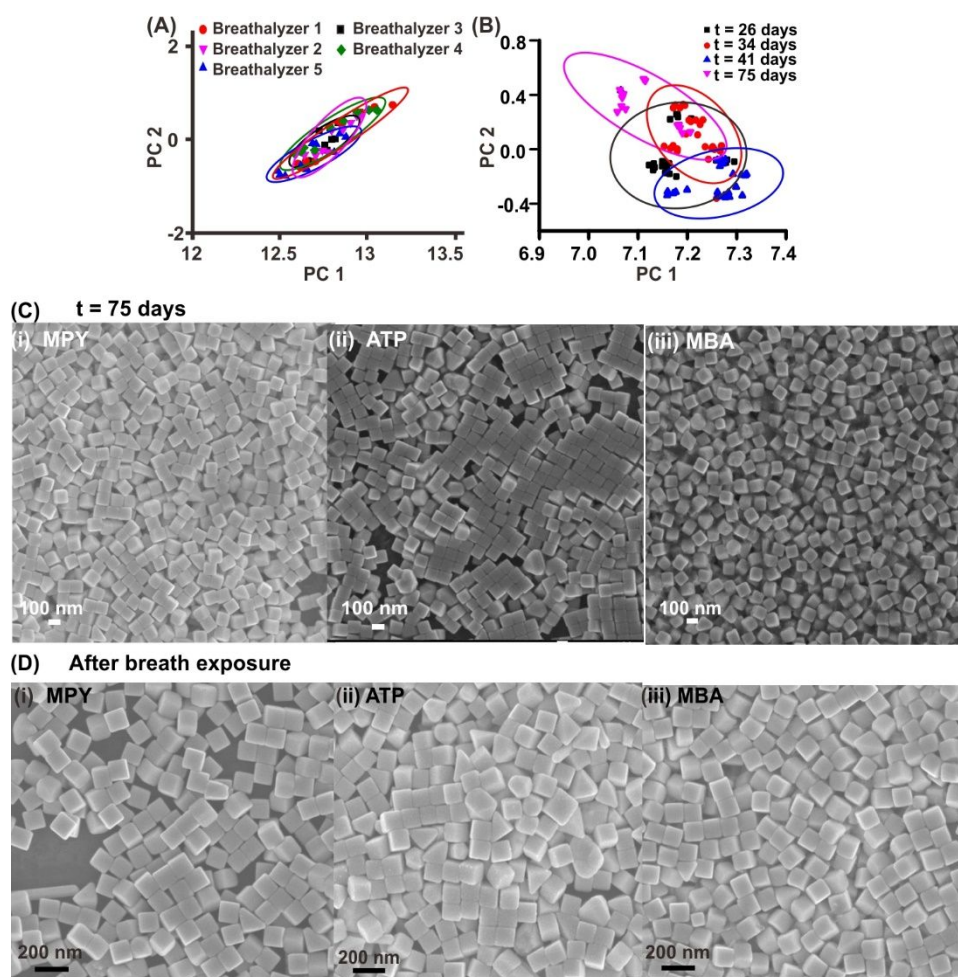 (A)
Breathalyzer 1
Breathalyzer 3
Breathalyzer 2
Breathalyzer 4
Breathalyzer 5
2
0
-2
PC 2
12
12.5
13
13.5
PC 1
(B)
t = 26 days
t = 34 days
t = 41 days
t = 75 days
0.8
0.4
0.0
-0.4
PC 2
6.9
7.0
7.1
7.2
7.3
7.4
PC 1
(C) t = 75 days
(i) MPY
(ii) ATP
(iii) MBA
100 nm
100 nm
100 nm
(D) After breath exposure
(i) MPY
(ii) ATP
(iii) MBA
200 nm
200 nm
200 nm